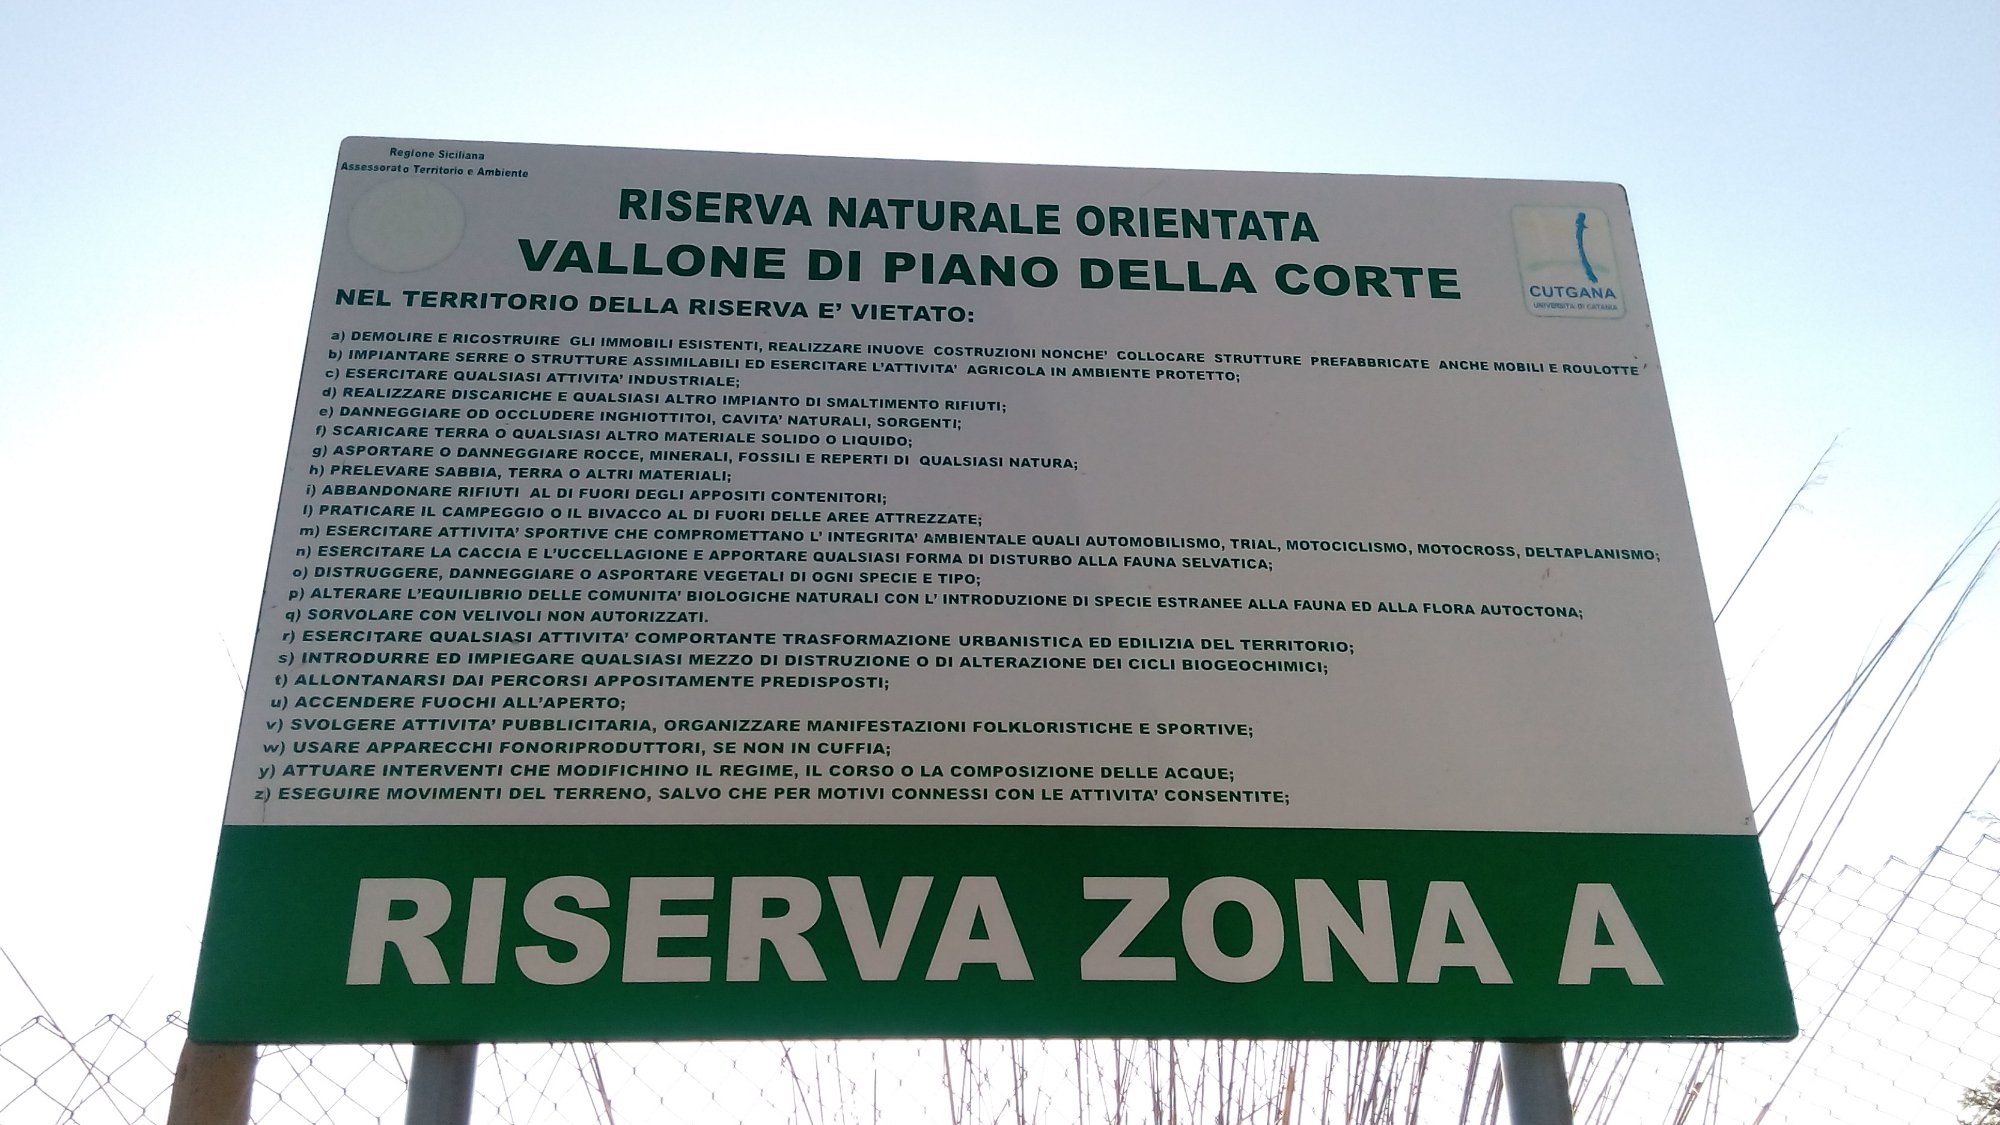 Regione Siciliana
Assessorato Territorio e Ambiente
RISERVA NATURALE ORIENTATA
VALLONE DI PIANO DELLA CORTE
CUTGANA
UNIVERSITÀ DI CATANIA
NEL TERRITORIO DELLA RISERVA E' VIETATO:
a) DEMOLIRE E RICOSTRUIRE GLI IMMOBILI ESISTENTI, REALIZZARE INUOVE COSTRUZIONI NONCHE' COLLOCARE STRUTTURE PREFABBRICATE ANCHE MOBILI E ROULOTTE
b) IMPIANTARE SERRE O STRUTTURE ASSIMILABILI ED ESERCITARE L'ATTIVITA' AGRICOLA IN AMBIENTE PROTETTO;
c) ESERCITARE QUALSIASI ATTIVITA' INDUSTRIALE;
d) REALIZZARE DISCARICHE E QUALSIASI ALTRO IMPIANTO DI SMALTIMENTO RIFIUTI;
e) DANNEGGIARE OD OCCLUDERE INGHIOTTITOI, CAVITA' NATURALI, SORGENTI;
f) SCARICARE TERRA O QUALSIASI ALTRO MATERIALE SOLIDO O LIQUIDO;
g) ASPORTARE O DANNEGGIARE ROCCE, MINERALI, FOSSILI E REPERTI DI QUALSIASI NATURA;
h) PRELEVARE SABBIA, TERRA O ALTRI MATERIALI;
i) ABBANDONARE RIFIUTI AL DI FUORI DEGLI APPOSITI CONTENITORI;
l) PRATICARE IL CAMPEGGIO O IL BIVACCO AL DI FUORI DELLE AREE ATTREZZATE;
m) ESERCITARE ATTIVITA' SPORTIVE CHE COMPROMETTANO L' INTEGRITA' AMBIENTALE QUALI AUTOMOBILISMO, TRIAL, MOTOCICLISMO, MOTOCROSS, DELTAPLANISMO;
n) ESERCITARE LA CACCIA E L'UCCELLAGIONE E APPORTARE QUALSIASI FORMA DI DISTURBO ALLA FAUNA SELVATICA;
o) DISTRUGGERE, DANNEGGIARE O ASPORTARE VEGETALI DI OGNI SPECIE E TIPO;
p) ALTERARE L'EQUILIBRIO DELLE COMUNITA' BIOLOGICHE NATURALI CON L' INTRODUZIONE DI SPECIE ESTRANEE ALLA FAUNA ED ALLA FLORA AUTOCTONA;
q) SORVOLARE CON VELIVOLI NON AUTORIZZATI.
r) ESERCITARE QUALSIASI ATTIVITA' COMPORTANTE TRASFORMAZIONE URBANISTICA ED EDILIZIA DEL TERRITORIO;
s) INTRODURRE ED IMPIEGARE QUALSIASI MEZZO DI DISTRUZIONE O DI ALTERAZIONE DEI CICLI BIOGEOCHIMICI;
t) ALLONTANARSI DAI PERCORSI APPOSITAMENTE PREDISPOSTI;
u) ACCENDERE FUOCHI ALL'APERTO;
v) SVOLGERE ATTIVITA' PUBBLICITARIA, ORGANIZZARE MANIFESTAZIONI FOLKLORISTICHE E SPORTIVE;
w) USARE APPARECCHI FONORIPRODUTTORI, SE NON IN CUFFIA;
y) ATTUARE INTERVENTI CHE MODIFICHINO IL REGIME, IL CORSO O LA COMPOSIZIONE DELLE ACQUE;
z) ESEGUIRE MOVIMENTI DEL TERRENO, SALVO CHE PER MOTIVI CONNESSI CON LE ATTIVITA' CONSENTITE;
RISERVA ZONA A